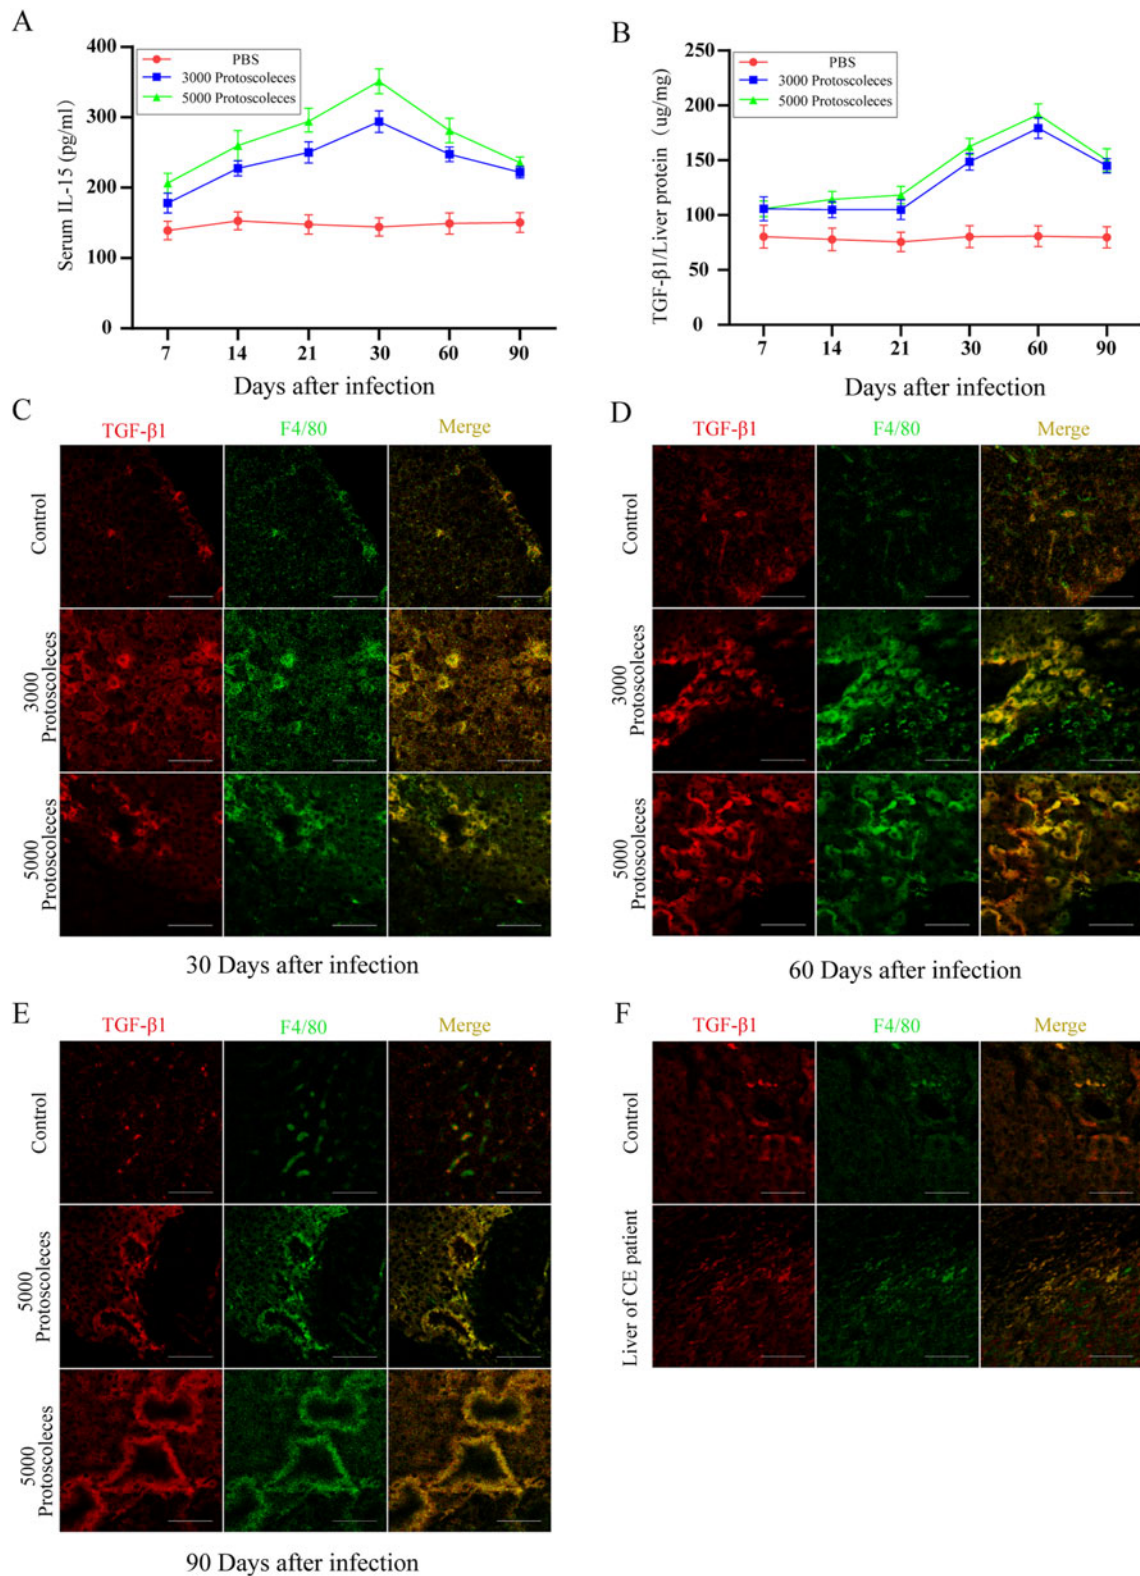 A
400
300
200
100
0
Serum IL-15 (pg/ml)
PBS
3000 Protoscoleces
5000 Protoscoleces
7 14 21 30 60 90
Days after infection
B
250
200
150
100
50
0
TGF-β1/Liver protein (ug/mg)
PBS
3000 Protoscoleces
5000 Protoscoleces
7 14 21 30 60 90
Days after infection
C
TGF-β1 F4/80 Merge
Control
3000
Protoscoleces
5000
Protoscoleces
30 Days after infection
D
TGF-β1 F4/80 Merge
Control
3000
Protoscoleces
5000
Protoscoleces
60 Days after infection
E
TGF-β1 F4/80 Merge
Control
5000
Protoscoleces
5000
Protoscoleces
90 Days after infection
F
TGF-β1 F4/80 Merge
Control
Liver of CE patient